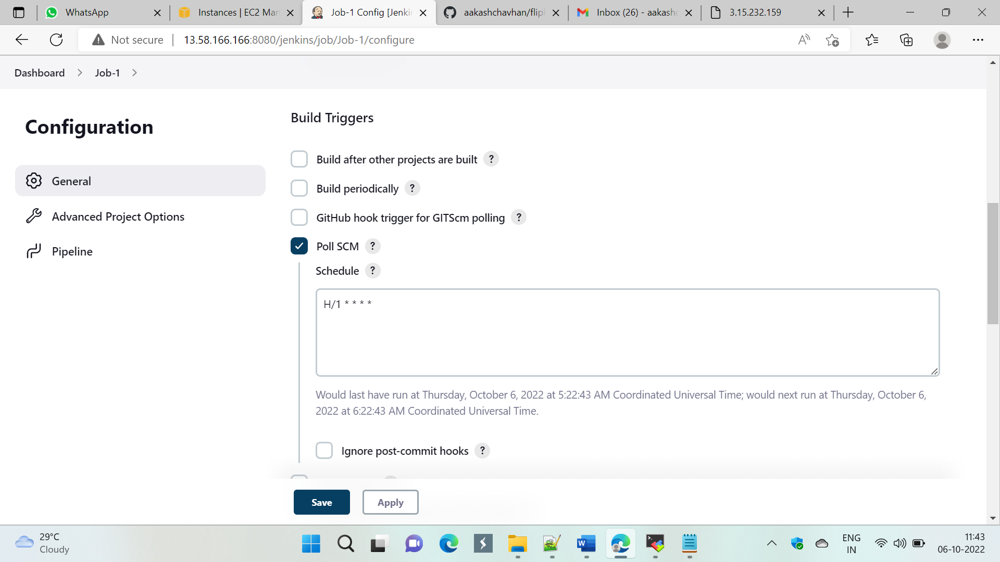 WhatsApp
Instances | EC2 Man
Job-1 Config [Jenki
aakashchavhan/flip
Inbox (26) - aakash
3.15.232.159
Not secure
13.58.166.166:8080/jenkins/job/Job-1/configure
Dashboard > Job-1 >
Configuration
General
Advanced Project Options
Pipeline
Build Triggers
Build after other projects are built ?
Build periodically ?
GitHub hook trigger for GITScm polling ?
Poll SCM ?
Schedule ?
H/1 * * * *
Would last have run at Thursday, October 6, 2022 at 5:22:43 AM Coordinated Universal Time; would next run at Thursday, October 6,
2022 at 6:22:43 AM Coordinated Universal Time.
Ignore post-commit hooks ?
Save
Apply
29°C
Cloudy
ENG
IN
11:43
06-10-2022